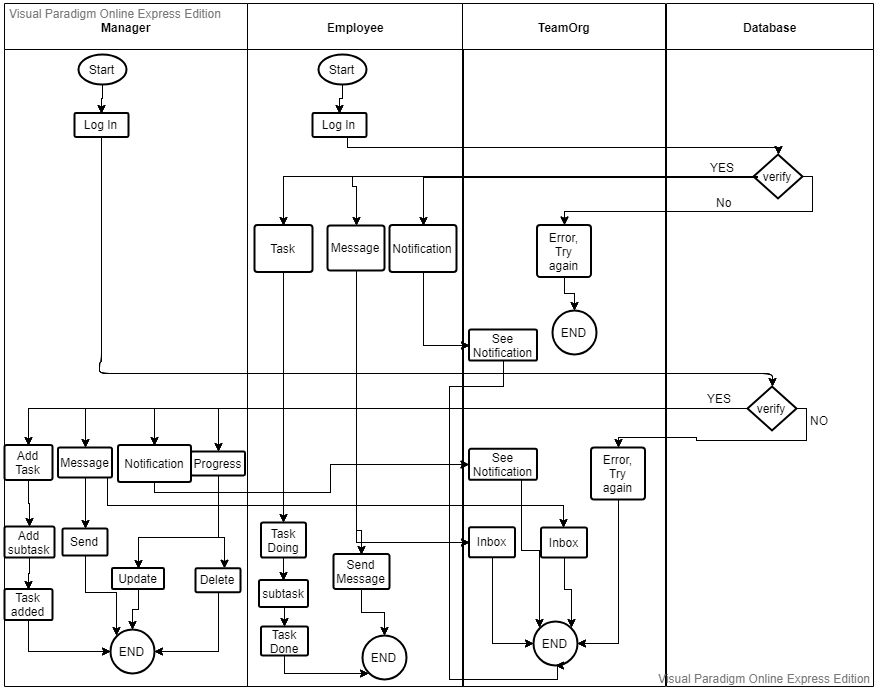 Visual Paradigm Online Express Edition
Manager
Employee
TeamOrg
Database
Start
Start
Log In
Log In
verify
YES
No
Task
Message
Notification
Error,
Try
again
END
See
Notification
verify
YES
NO
Add
Task
Message
Notification
Progress
See
Notification
Error,
Try
again
Add
subtask
Send
Task
Doing
Inbox
Inbox
Update
Delete
Send
Message
Task
added
subtask
Task
Done
END
END
END
Visual Paradigm Online Express Edition